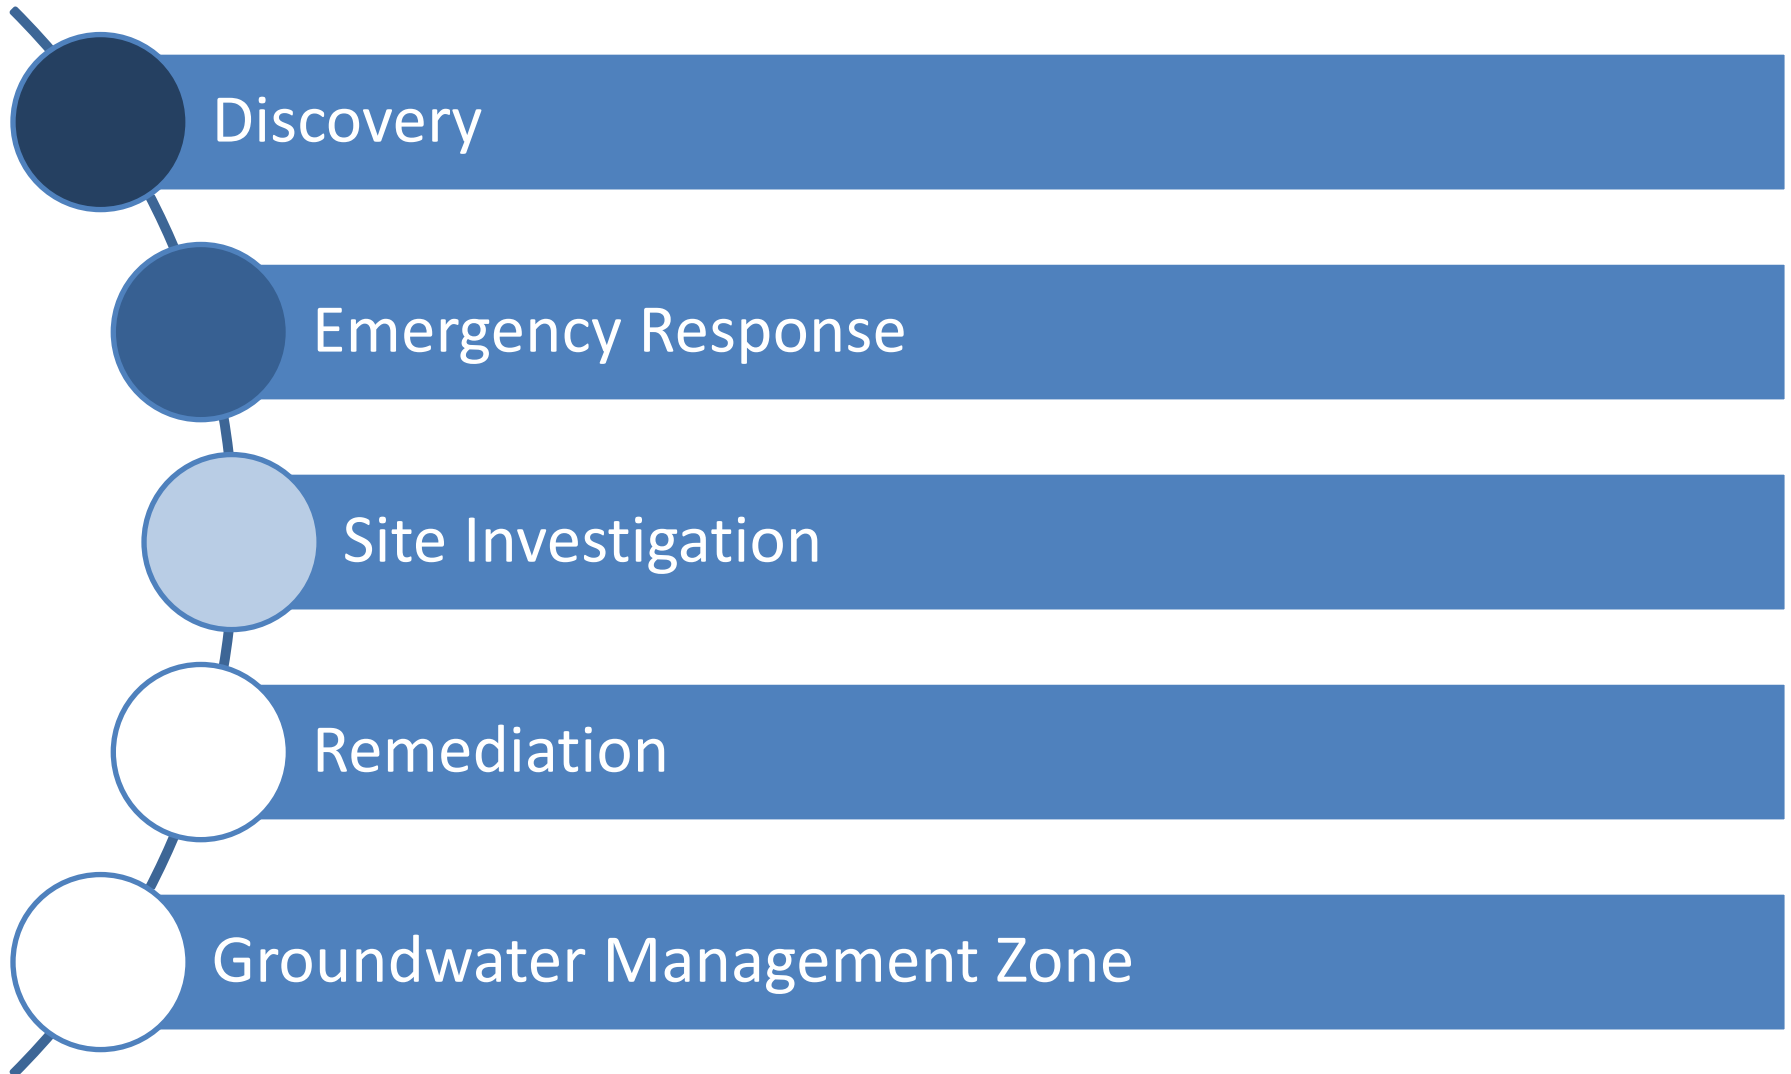 Discovery
Emergency Response
Site Investigation
Remediation
Groundwater Management Zone